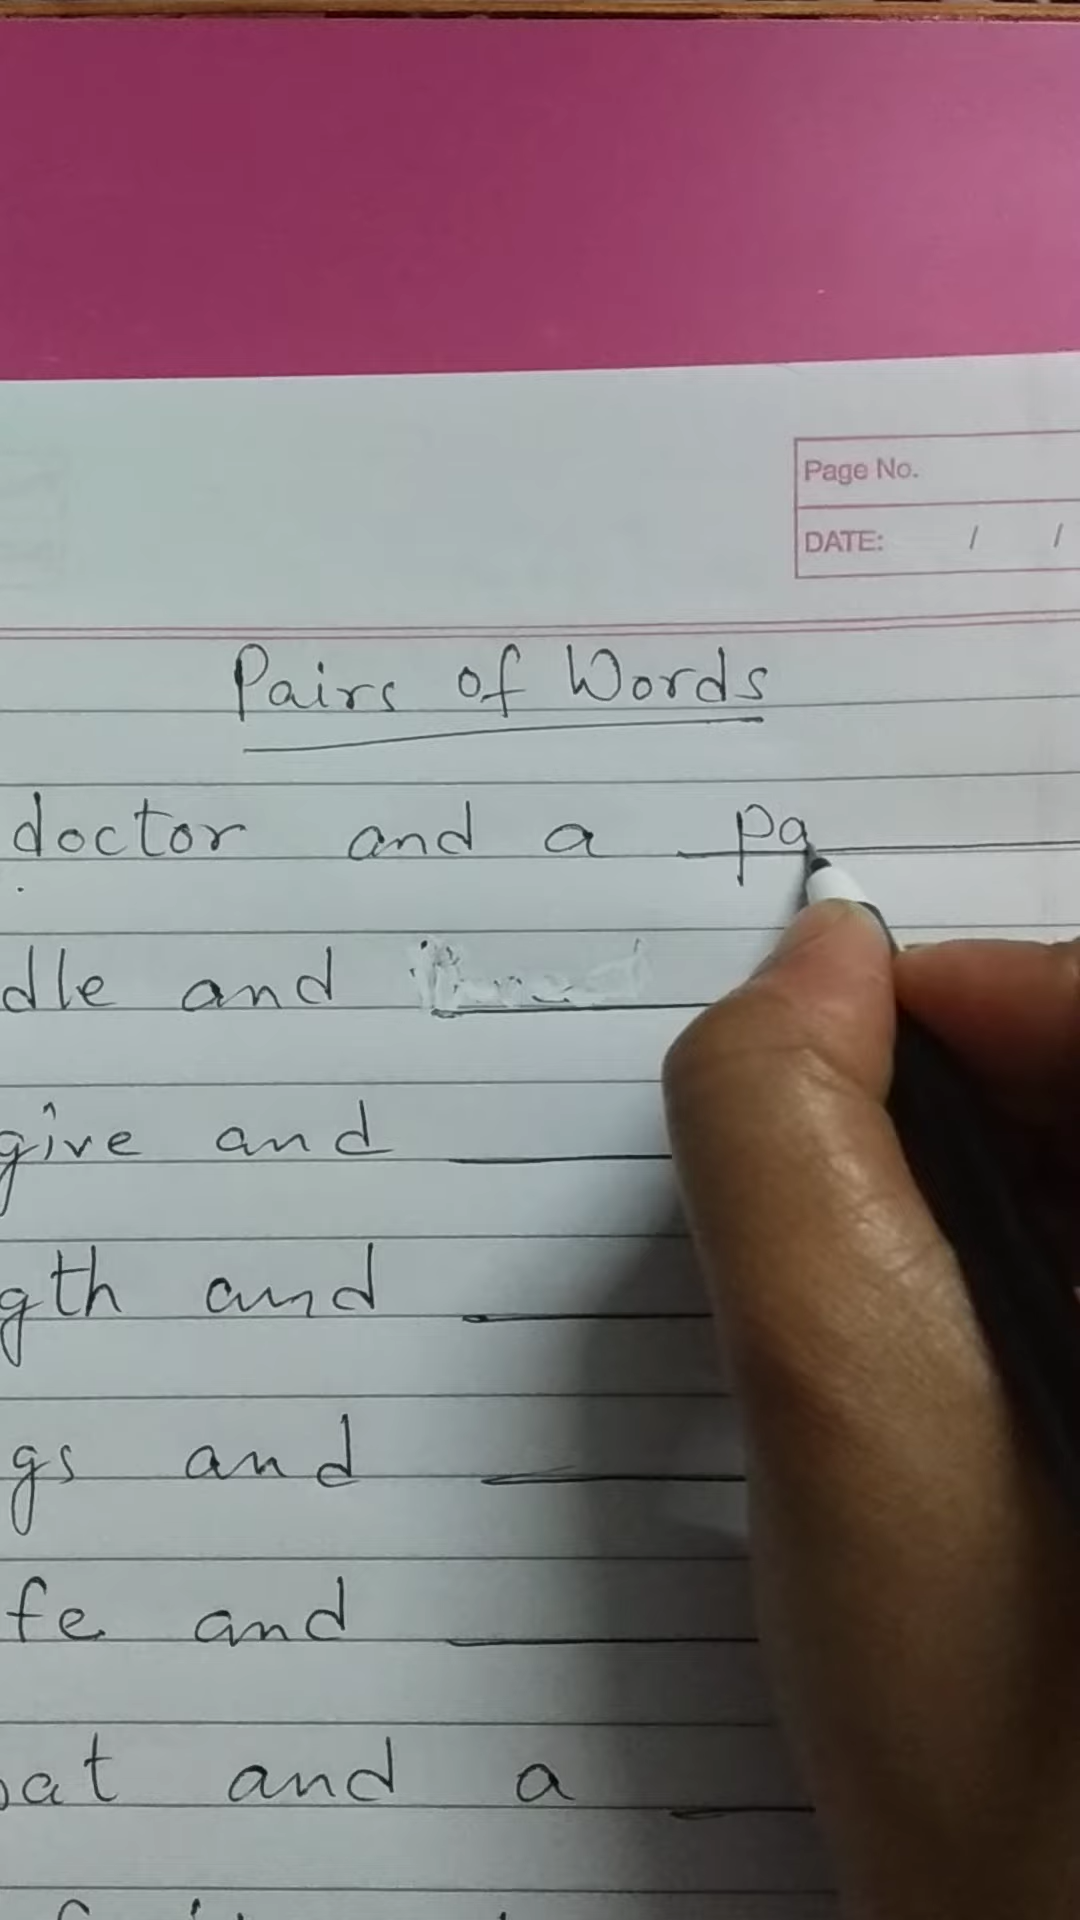 Page No.
DATE: / /
Pairs of Words
doctor and a pa
dle and
give and
gth and
gs and
fe and
at and a